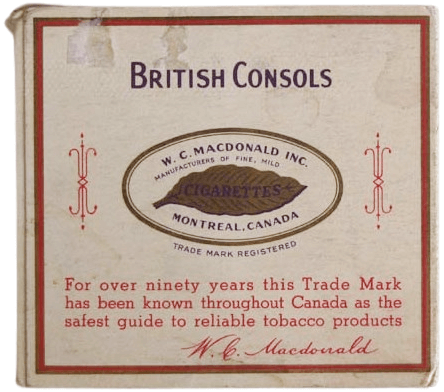 BRITISH CONSOLS
W. C. MACDONALD INC.
MANUFACTURERS OF FINE, MILD
CIGARETTES
MONTREAL, CANADA
TRADE MARK REGISTERED
For over ninety years this Trade Mark
has been known throughout Canada as the
safest guide to reliable tobacco products
W. C. Macdonald